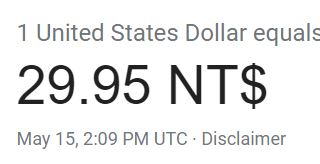 1 United States Dollar equals
29.95 NT$
May 15, 2:09 PM UTC · Disclaimer